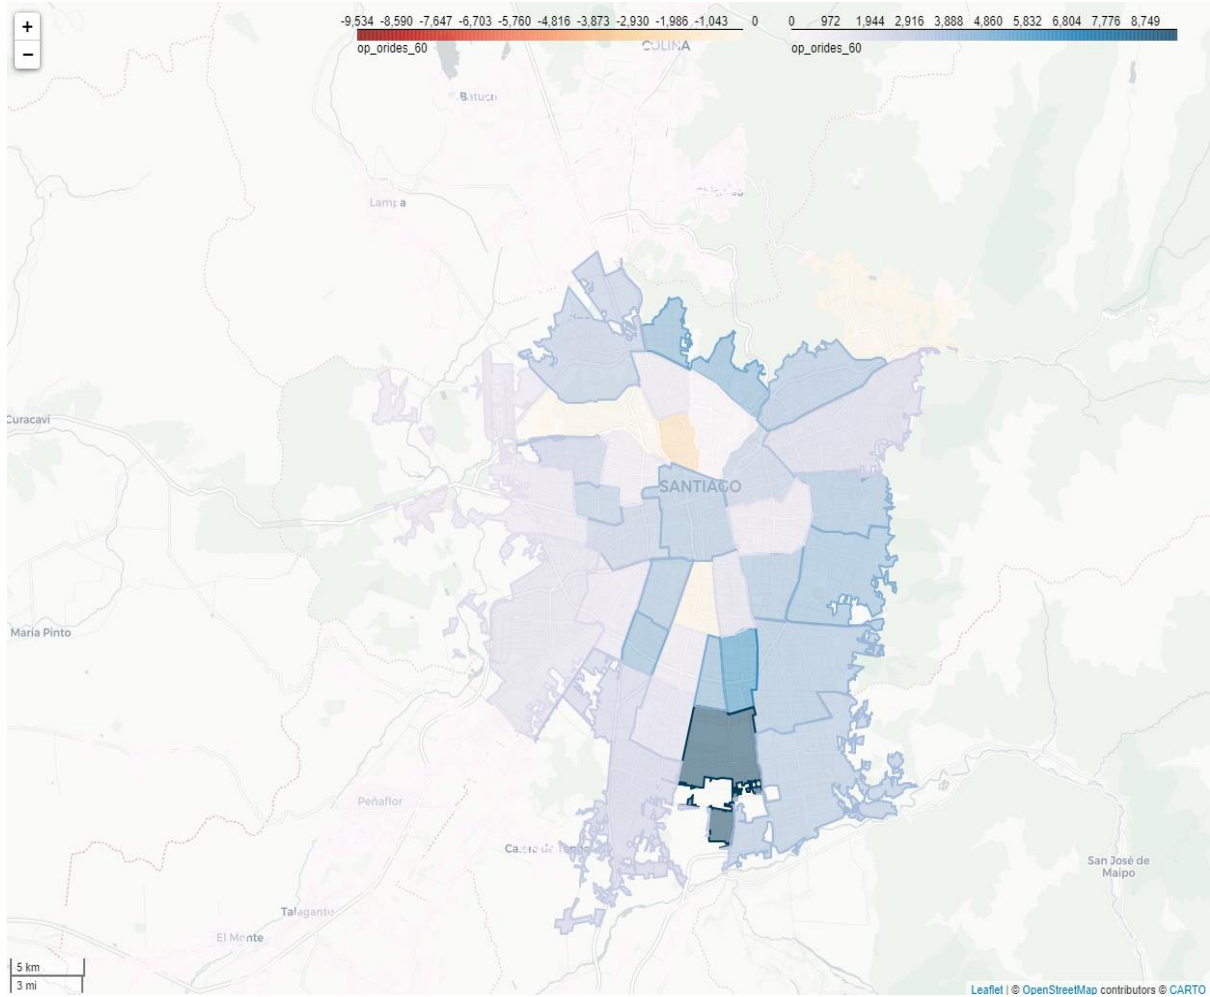 +
−
-9,534 -8,590 -7,647 -6,703 -5,760 -4,816 -3,873 -2,930 -1,986 -1,043 0
op_orides_60
0 972 1,944 2,916 3,888 4,860 5,832 6,804 7,776 8,749
op_orides_60
COLINA
Batuco
Lampa
Curacaví
SANTIAGO
María Pinto
Peñaflor
San José de
Maipo
Talagante
El Monte
5 km
3 mi
Leaflet | © OpenStreetMap contributors © CARTO